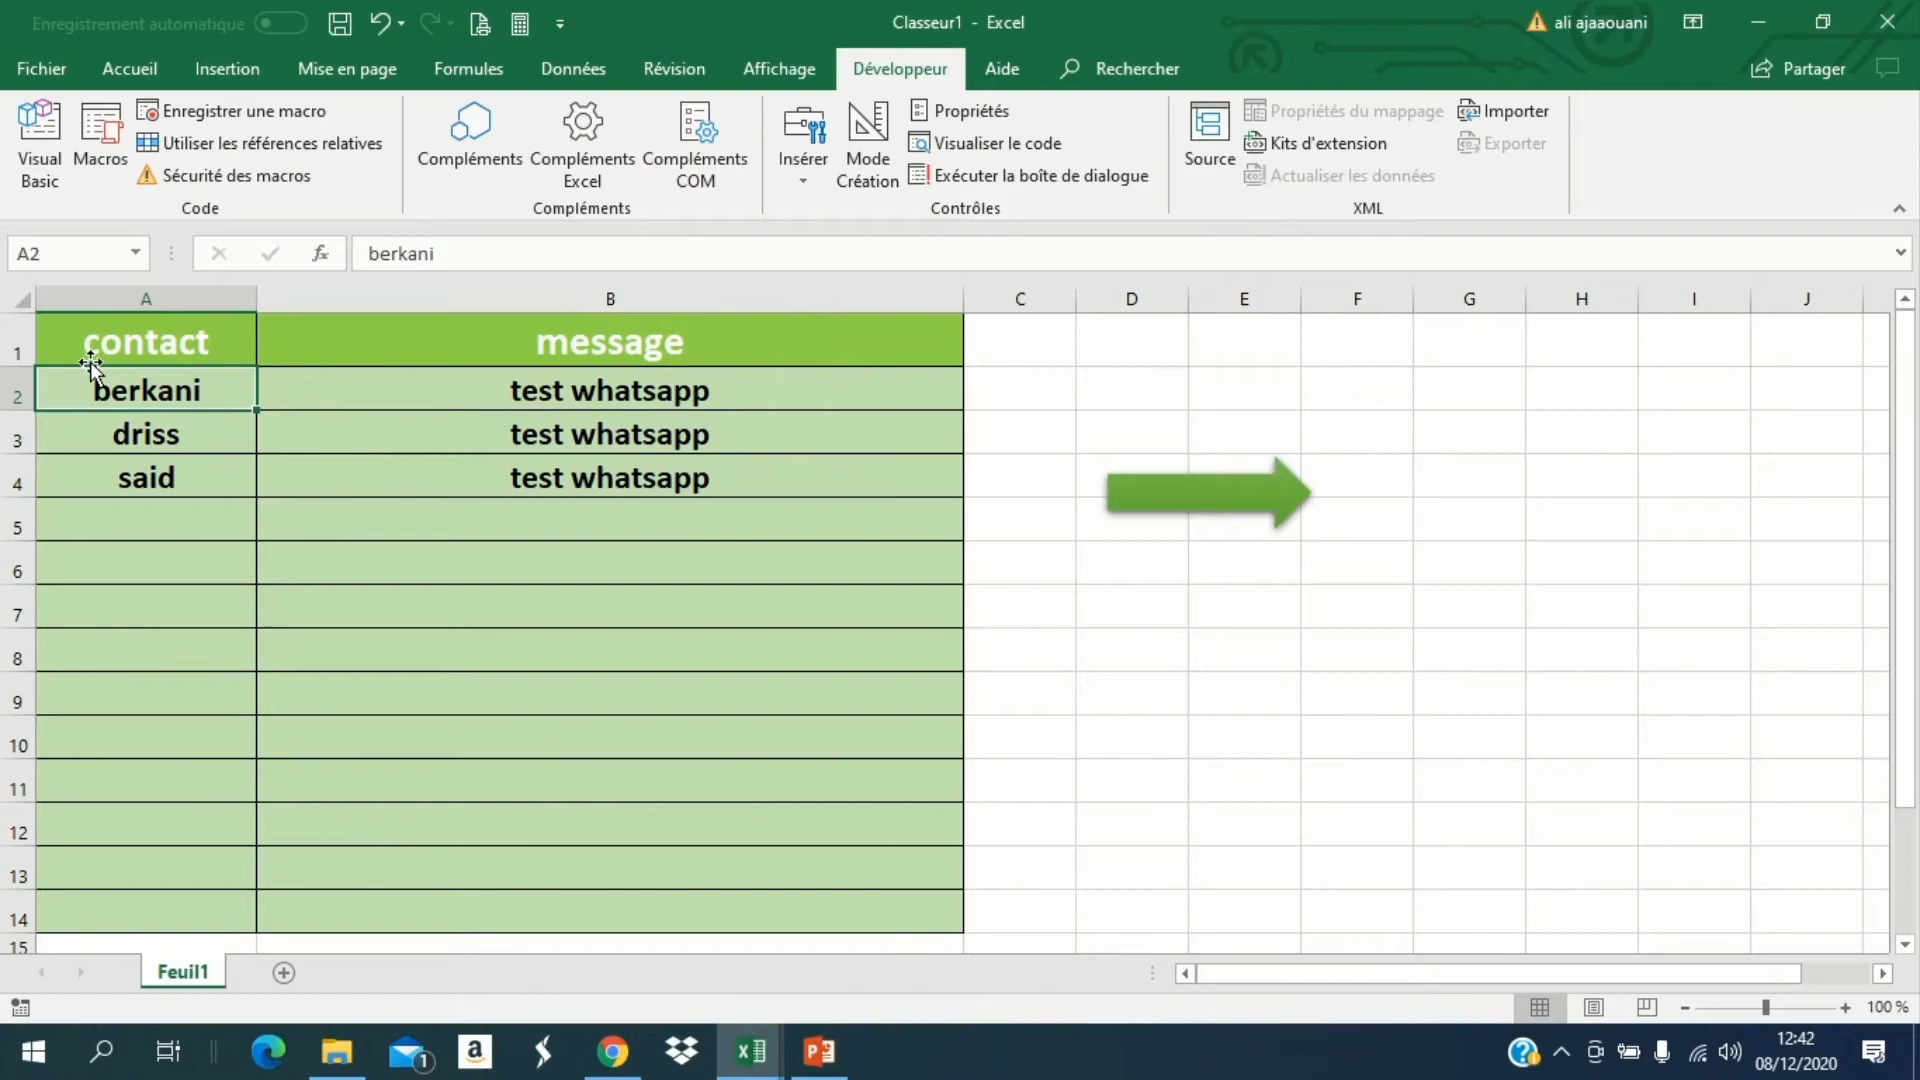 Enregistrement automatique
Classeur1 - Excel
ali ajaaouani
Fichier Accueil Insertion Mise en page Formules Données Révision Affichage Développeur Aide Rechercher Partager
Visual Basic
Macros
Enregistrer une macro
Utiliser les références relatives
Sécurité des macros
Code
Compléments
Compléments Excel
Compléments COM
Compléments
Insérer
Mode Création
Propriétés
Visualiser le code
Exécuter la boîte de dialogue
Contrôles
Source
Propriétés du mappage
Kits d'extension
Actualiser les données
Importer
Exporter
XML
A2 fx berkani
A B C D E F G H I J
1 contact message
2 berkani test whatsapp
3 driss test whatsapp
4 said test whatsapp
5
6
7
8
9
10
11
12
13
14
15
Feuil1
100 %
1
a
12:42
08/12/2020